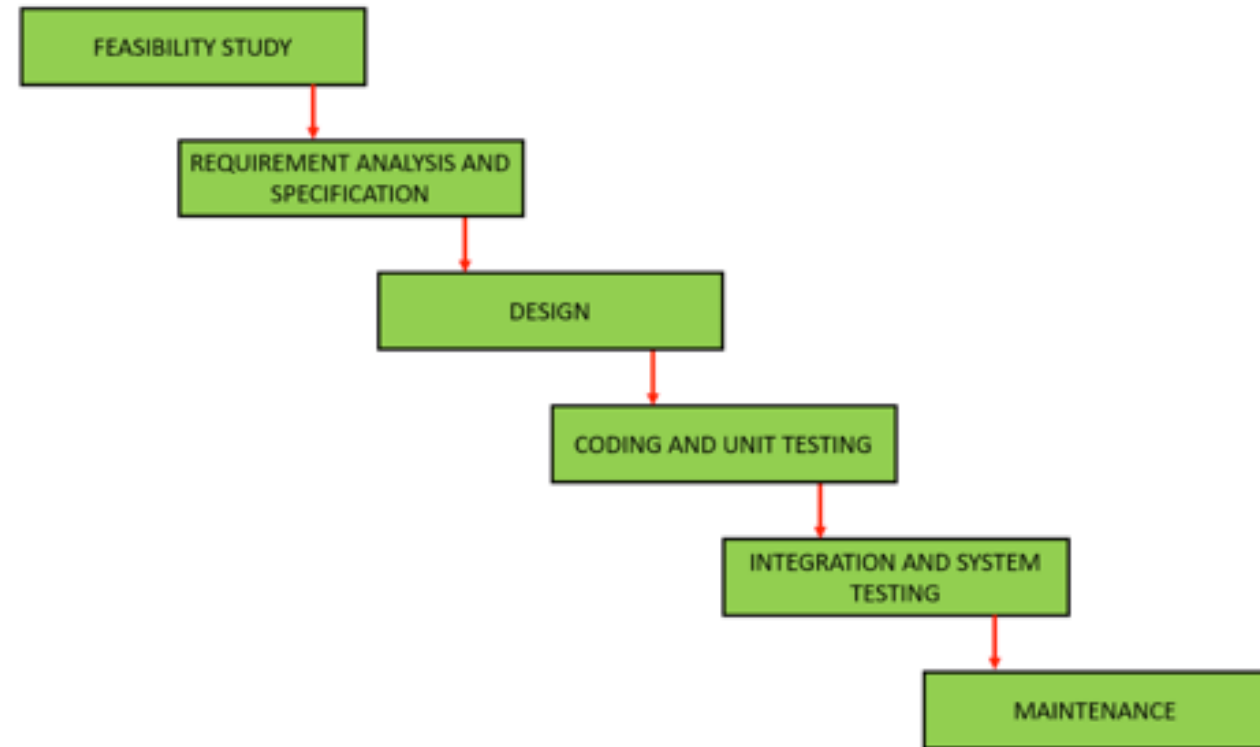 FEASIBILITY STUDY
REQUIREMENT ANALYSIS AND
SPECIFICATION
DESIGN
CODING AND UNIT TESTING
INTEGRATION AND SYSTEM
TESTING
MAINTENANCE